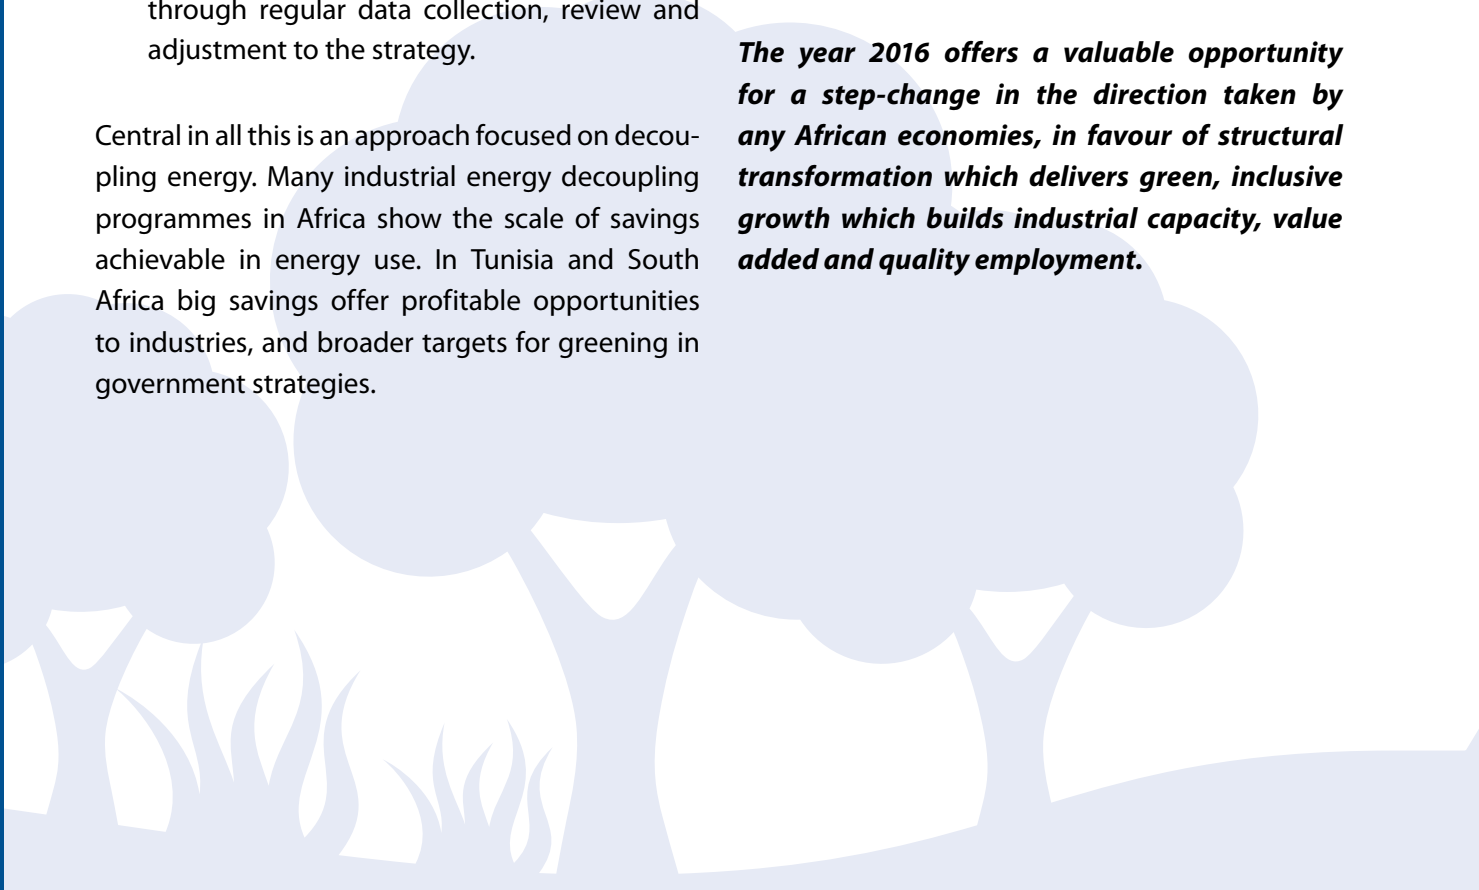 through regular data collection, review and
adjustment to the strategy.
Central in all this is an approach focused on decou-
pling energy. Many industrial energy decoupling
programmes in Africa show the scale of savings
achievable in energy use. In Tunisia and South
Africa big savings offer profitable opportunities
to industries, and broader targets for greening in
government strategies.
The year 2016 offers a valuable opportunity
for a step-change in the direction taken by
any African economies, in favour of structural
transformation which delivers green, inclusive
growth which builds industrial capacity, value
added and quality employment.